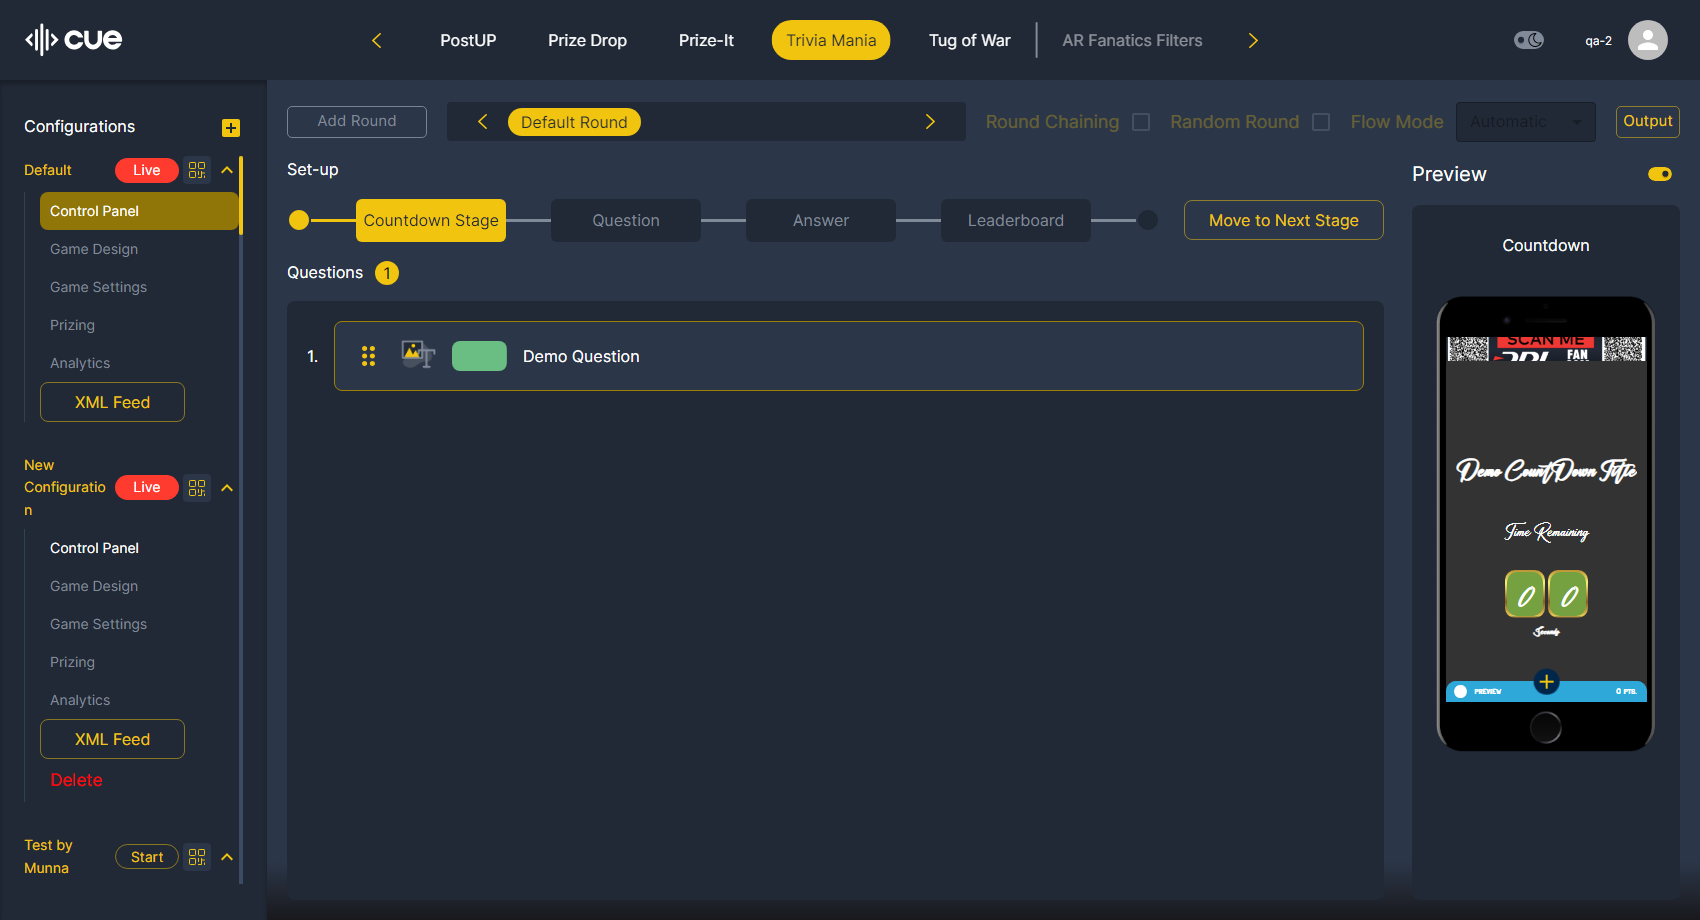 cue
PostUP
Prize Drop
Prize-It
Trivia Mania
Tug of War
AR Fanatics Filters
qa-2
Configurations
Default
Live
Control Panel
Game Design
Game Settings
Prizing
Analytics
XML Feed
New
Configuratio
n
Live
Control Panel
Game Design
Game Settings
Prizing
Analytics
XML Feed
Delete
Test by
Munna
Start
Add Round
Default Round
Round Chaining
Random Round
Flow Mode
Automatic
Output
Set-up
Countdown Stage
Question
Answer
Leaderboard
Move to Next Stage
Questions
1
1.
Demo Question
Preview
Countdown
SCAN ME
FAN
Demo CountDown Title
Time Remaining
0 0
Seconds
PREVIEW
0 PTS.